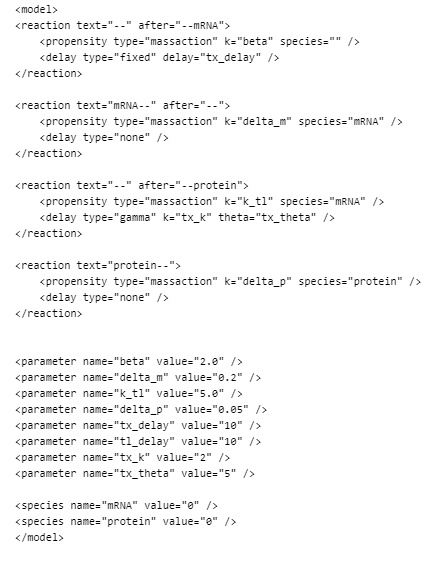 <model>
<reaction text="--" after="--mRNA">
    <propensity type="massaction" k="beta" species="" />
    <delay type="fixed" delay="tx_delay" />
</reaction>

<reaction text="mRNA--" after="--">
    <propensity type="massaction" k="delta_m" species="mRNA" />
    <delay type="none" />
</reaction>

<reaction text="--" after="--protein">
    <propensity type="massaction" k="k_tl" species="mRNA" />
    <delay type="gamma" k="tx_k" theta="tx_theta" />
</reaction>

<reaction text="protein--">
    <propensity type="massaction" k="delta_p" species="protein" />
    <delay type="none" />
</reaction>


<parameter name="beta" value="2.0" />
<parameter name="delta_m" value="0.2" />
<parameter name="k_tl" value="5.0" />
<parameter name="delta_p" value="0.05" />
<parameter name="tx_delay" value="10" />
<parameter name="tl_delay" value="10" />
<parameter name="tx_k" value="2" />
<parameter name="tx_theta" value="5" />

<species name="mRNA" value="0" />
<species name="protein" value="0" />
</model>